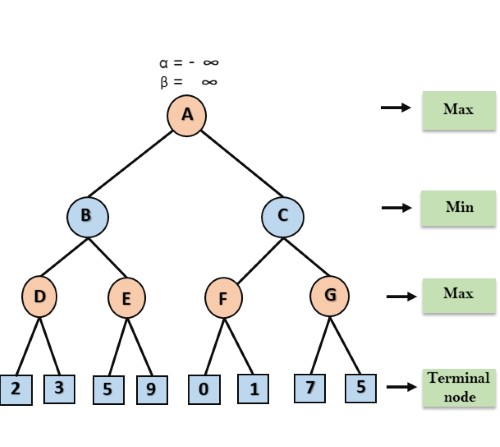 α = - ∞
β = ∞
A
Max
B
C
Min
D
E
F
G
Max
2 3 5 9 0 1 7 5
Terminal
node